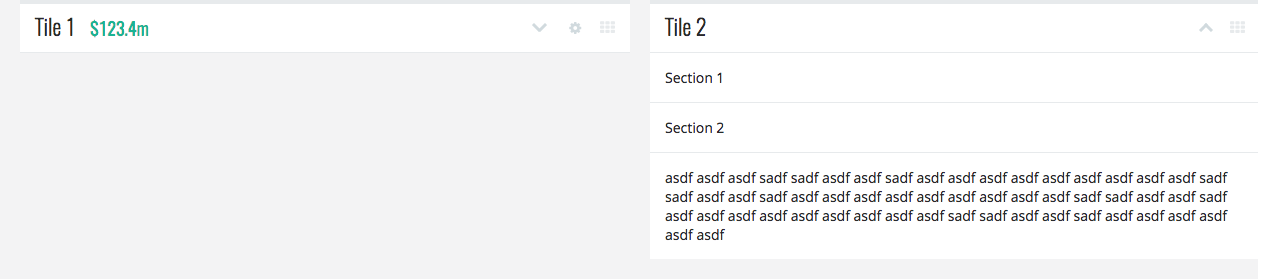 Tile 1 $123.4m
Tile 2
Section 1
Section 2
asdf asdf asdf sadf sadf asdf asdf sadf asdf asdf asdf asdf asdf asdf asdf asdf asdf sadf
sadf asdf asdf sadf asdf asdf asdf asdf asdf asdf asdf asdf asdf sadf sadf asdf asdf sadf
asdf asdf asdf asdf asdf asdf asdf asdf asdf sadf sadf asdf asdf sadf asdf asdf asdf asdf
asdf asdf